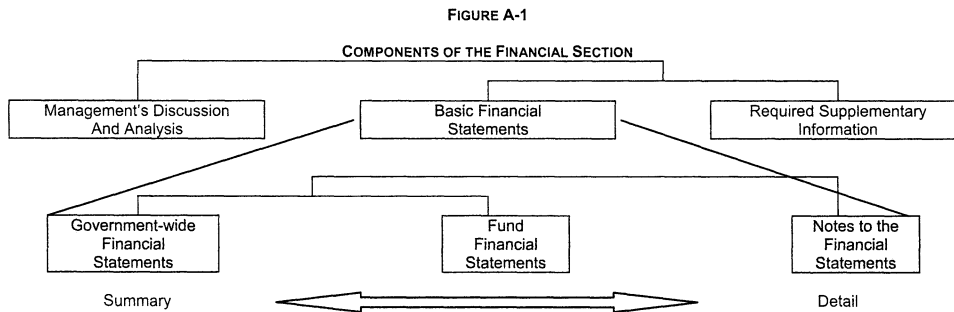 FIGURE A-1
COMPONENTS OF THE FINANCIAL SECTION
Management's Discussion
And Analysis
Basic Financial
Statements
Required Supplementary
Information
Government-wide
Financial
Statements
Fund
Financial
Statements
Notes to the
Financial
Statements
Summary
Detail